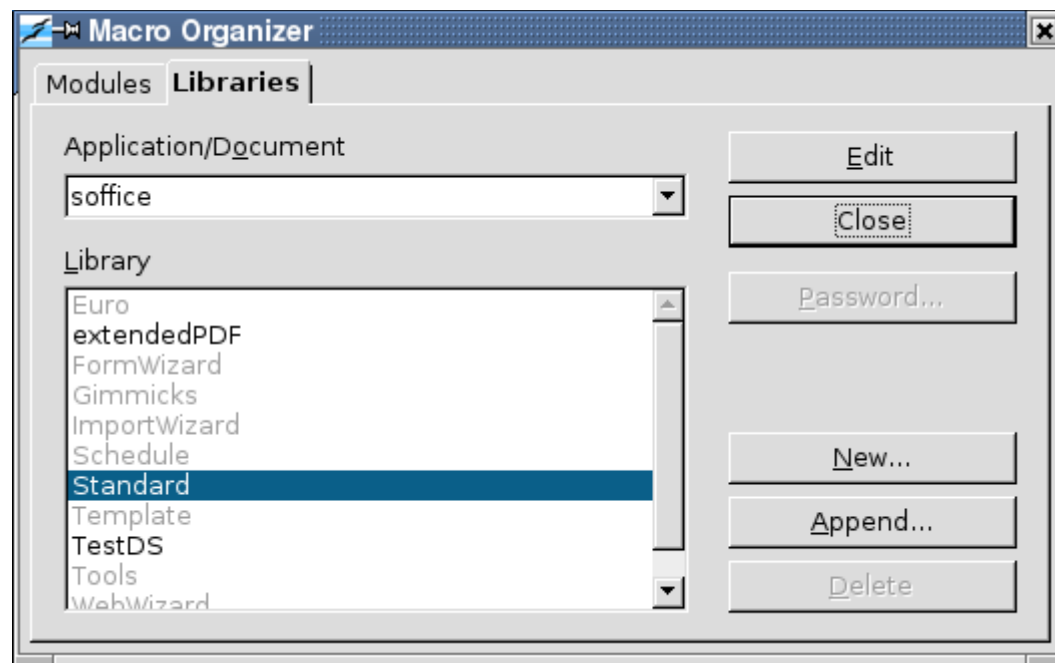 Macro Organizer
Modules Libraries
Application/Document
soffice
Library
Euro
extendedPDF
FormWizard
Gimmicks
ImportWizard
Schedule
Standard
Template
TestDS
Tools
WebWizard
Edit
Close
Password...
New...
Append...
Delete